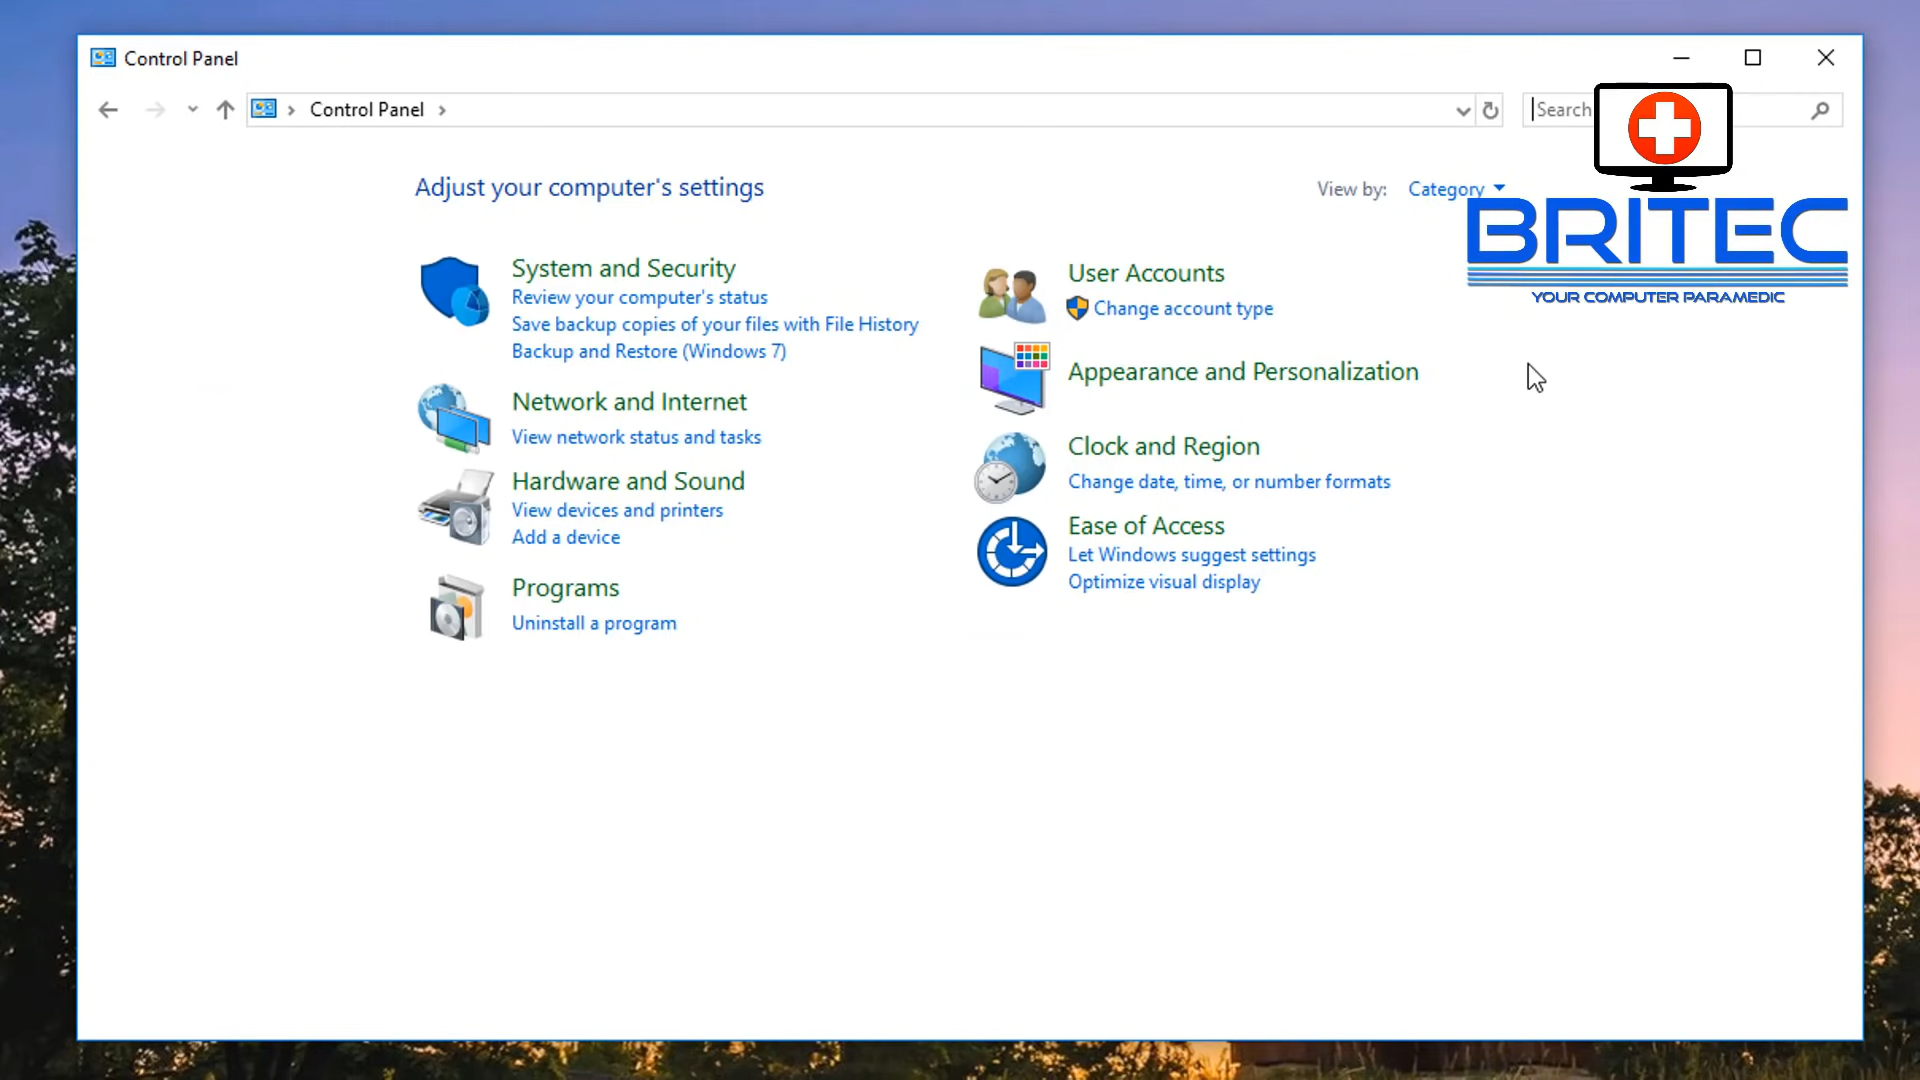 Control Panel
Control Panel
Search
Adjust your computer's settings
View by: Category
BRITEC
YOUR COMPUTER PARAMEDIC
System and Security
Review your computer's status
Save backup copies of your files with File History
Backup and Restore (Windows 7)
Network and Internet
View network status and tasks
Hardware and Sound
View devices and printers
Add a device
Programs
Uninstall a program
User Accounts
Change account type
Appearance and Personalization
Clock and Region
Change date, time, or number formats
Ease of Access
Let Windows suggest settings
Optimize visual display